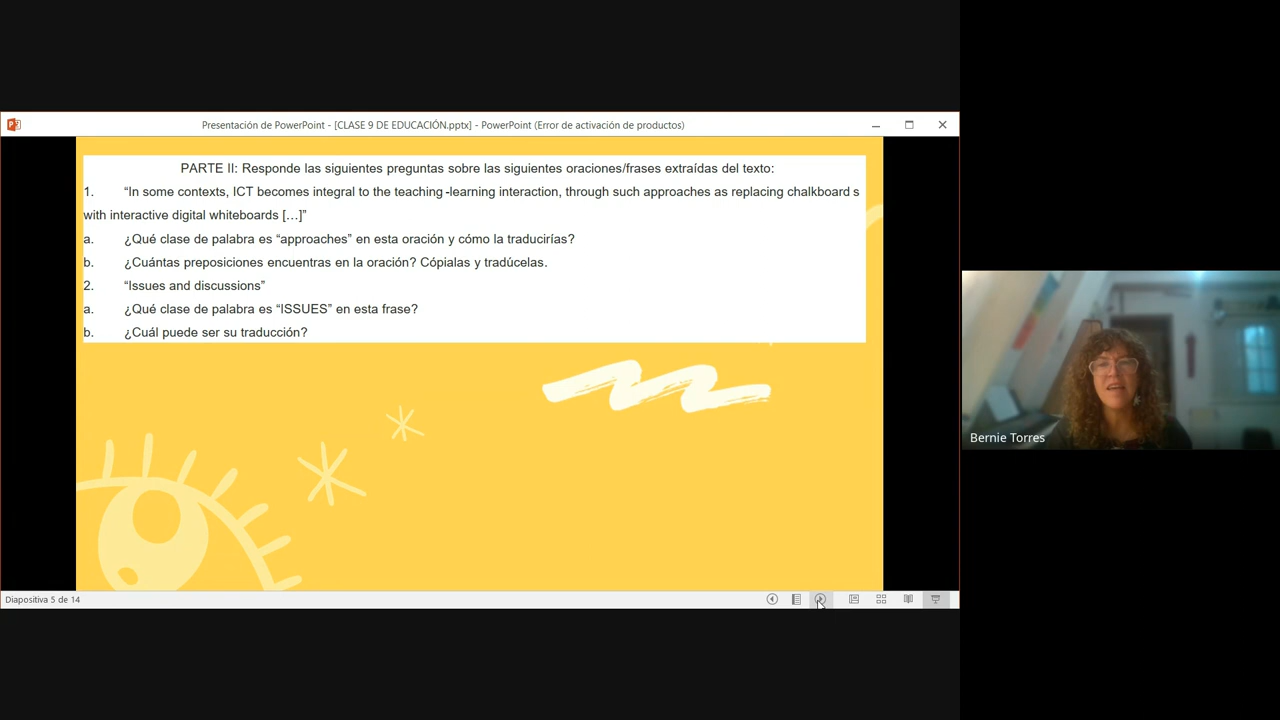 Presentación de PowerPoint - [CLASE 9 DE EDUCACIÓN.pptx] - PowerPoint (Error de activación de productos)
PARTE II: Responde las siguientes preguntas sobre las siguientes oraciones/frases extraídas del texto:
1. “In some contexts, ICT becomes integral to the teaching-learning interaction, through such approaches as replacing chalkboards
with interactive digital whiteboards […]”
a. ¿Qué clase de palabra es “approaches” en esta oración y cómo la traducirías?
b. ¿Cuántas preposiciones encuentras en la oración? Cópialas y tradúcelas.
2. “Issues and discussions”
a. ¿Qué clase de palabra es “ISSUES” en esta frase?
b. ¿Cuál puede ser su traducción?
Bernie Torres
Diapositiva 5 de 14